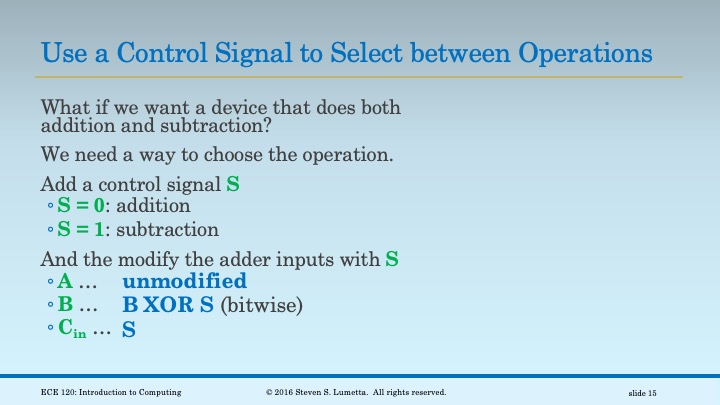 Use a Control Signal to Select between Operations
What if we want a device that does both
addition and subtraction?
We need a way to choose the operation.
Add a control signal S
◦S = 0: addition
◦S = 1: subtraction
And the modify the adder inputs with S
◦A … unmodified
◦B … B XOR S (bitwise)
◦Cin … S
ECE 120: Introduction to Computing © 2016 Steven S. Lumetta. All rights reserved. slide 15